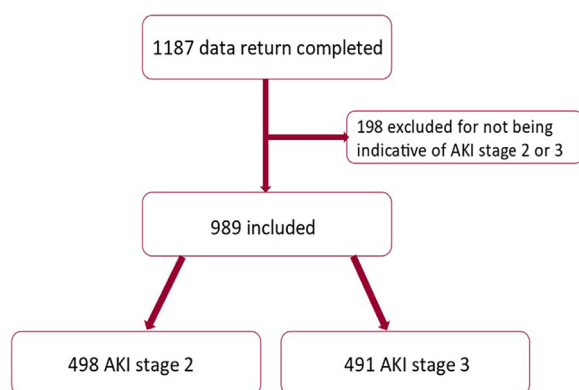 1187 data return completed
198 excluded for not being
indicative of AKI stage 2 or 3
989 included
498 AKI stage 2
491 AKI stage 3